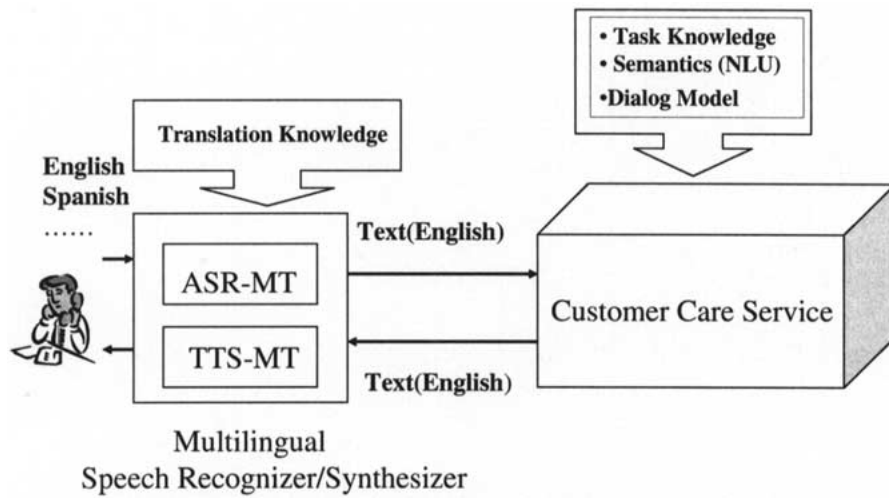 • Task Knowledge
• Semantics (NLU)
•Dialog Model
Translation Knowledge
English
Spanish
......
Text(English)
ASR-MT
Customer Care Service
TTS-MT
Text(English)
Multilingual
Speech Recognizer/Synthesizer